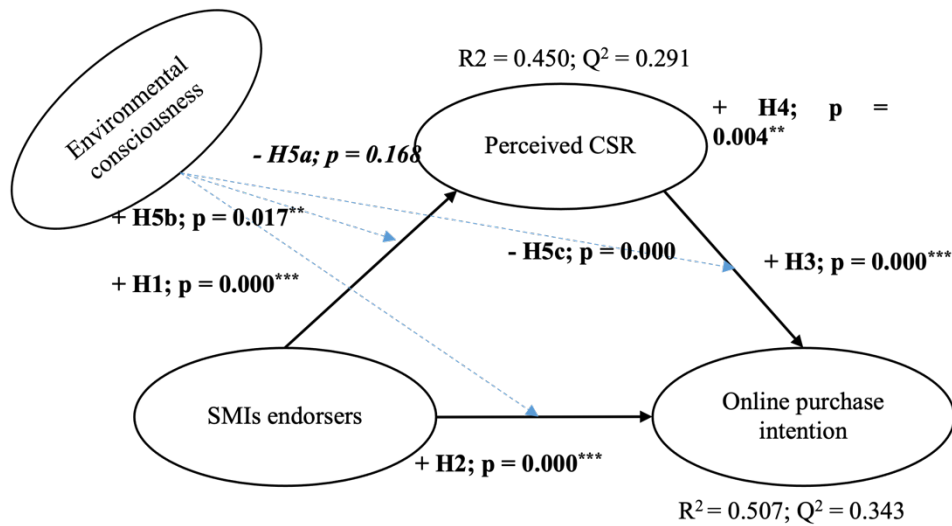 R2 = 0.450; Q² = 0.291
Environmental
consciousness
+ H4; p =
0.004**
Perceived CSR
- H5a; p = 0.168
+ H5b; p = 0.017**
- H5c; p = 0.000
+ H3; p = 0.000***
+ H1; p = 0.000***
SMIs endorsers
Online purchase
intention
+ H2; p = 0.000***
R² = 0.507; Q² = 0.343